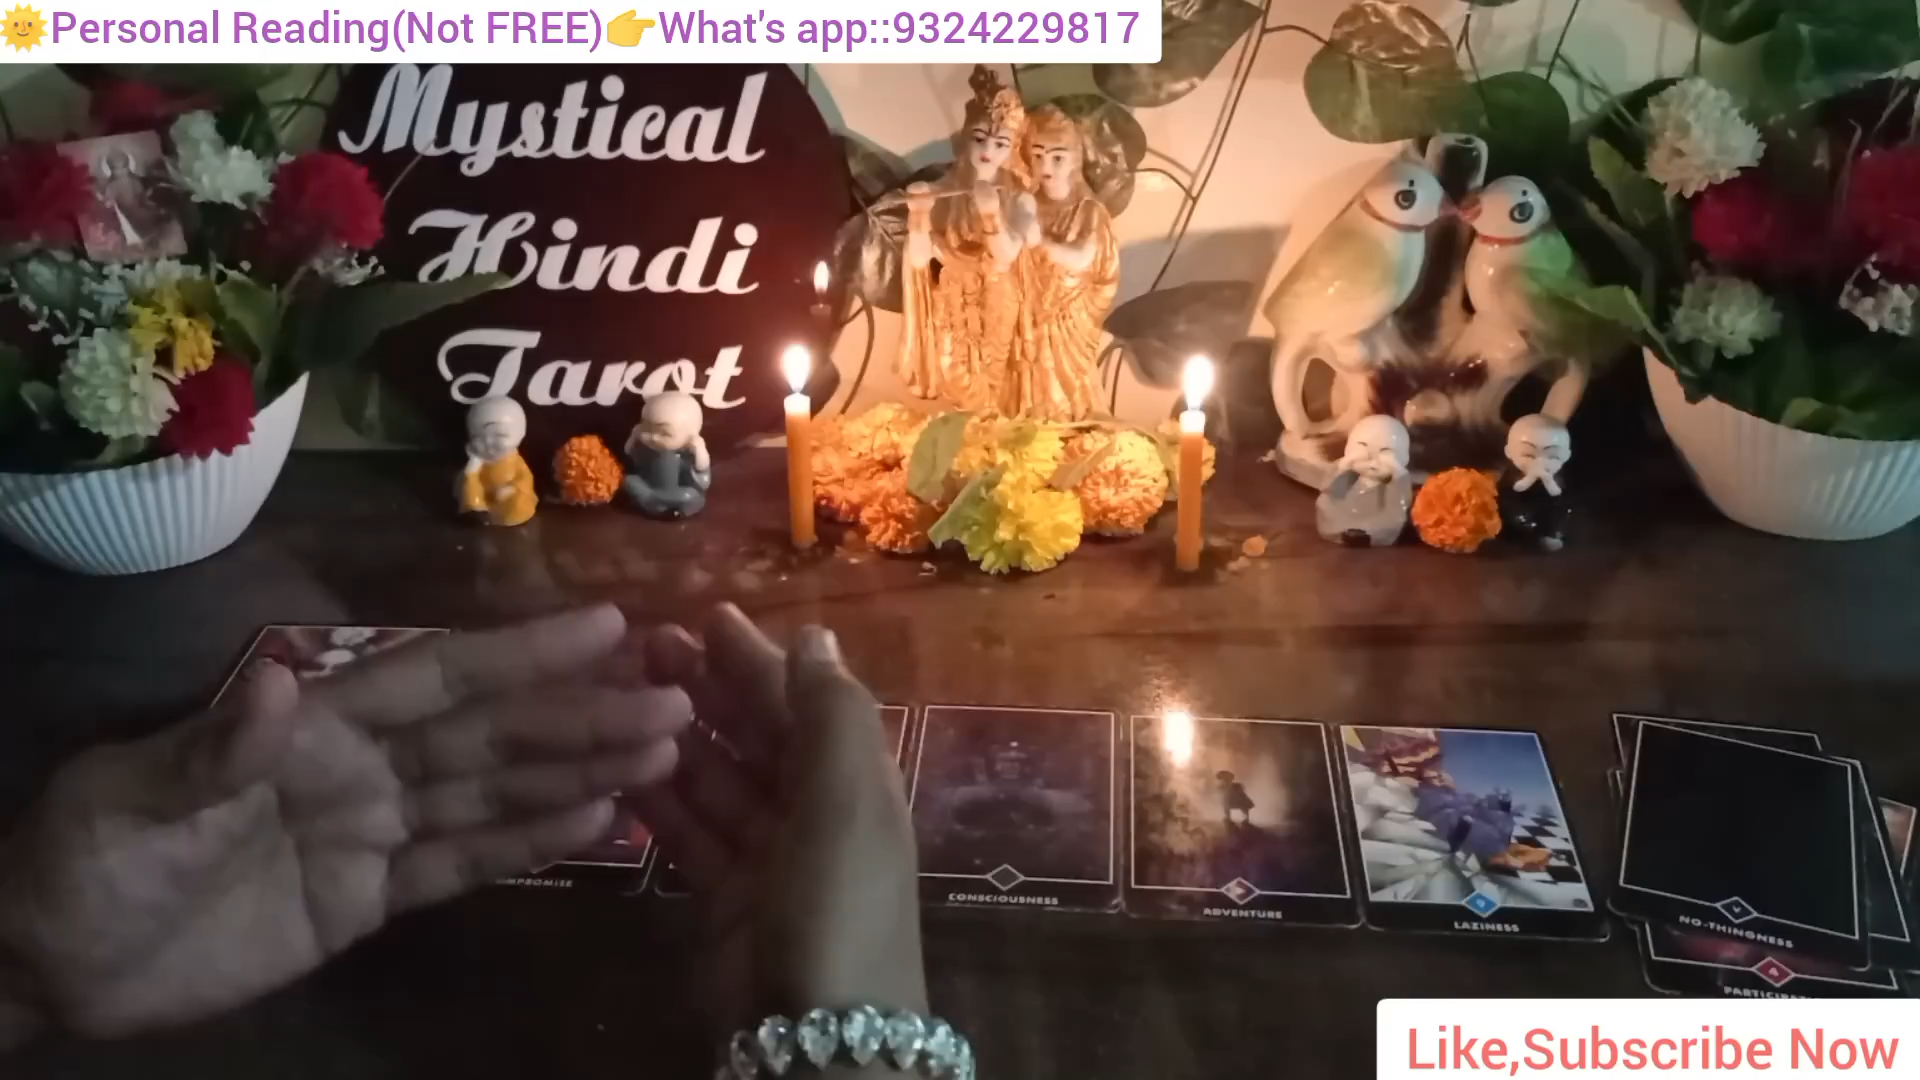 Personal Reading(Not FREE)👉What's app::9324229817
Mystical
Hindi
Tarot
CONSCIOUSNESS
ADVENTURE
LAZINESS
NO-THINGNESS
Like,Subscribe Now